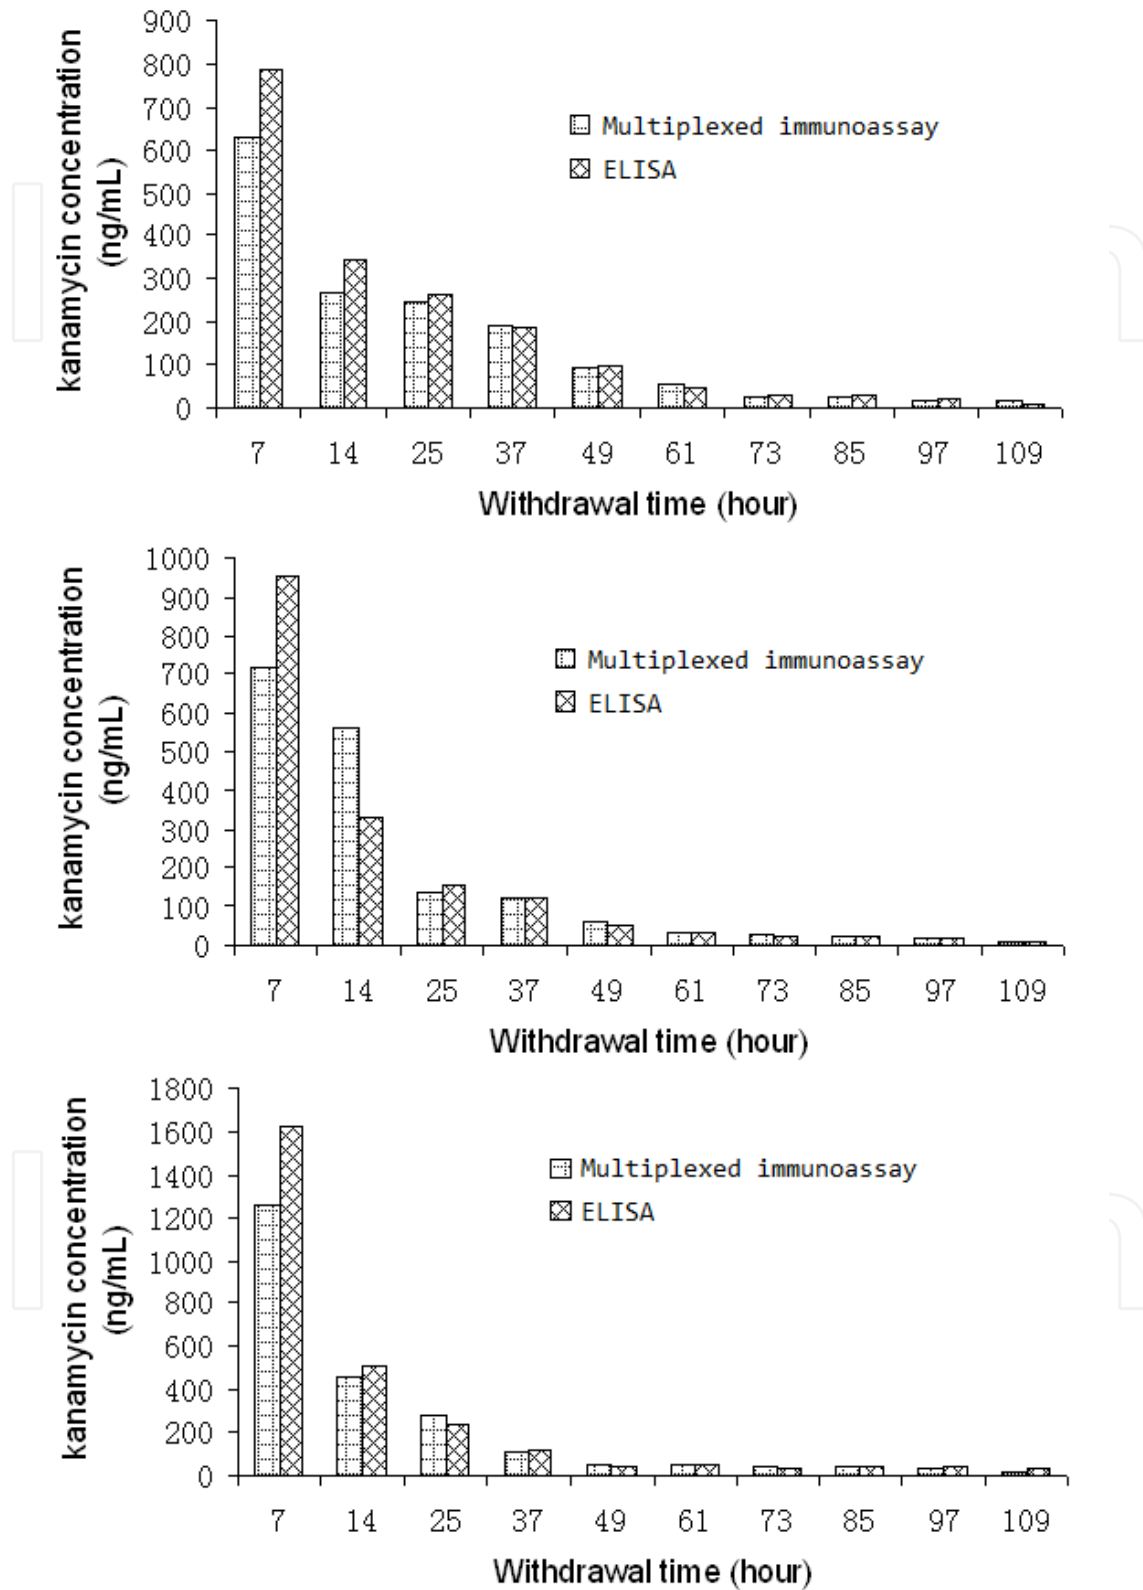 900
800
700
600
500
400
300
200
100
0
kanamycin concentration
(ng/mL)
Multiplexed immunoassay
ELISA
7 14 25 37 49 61 73 85 97 109
Withdrawal time (hour)
1000
900
800
700
600
500
400
300
200
100
0
kanamycin concentration
(ng/mL)
Multiplexed immunoassay
ELISA
7 14 25 37 49 61 73 85 97 109
Withdrawal time (hour)
1800
1600
1400
1200
1000
800
600
400
200
0
kanamycin concentration
(ng/mL)
Multiplexed immunoassay
ELISA
7 14 25 37 49 61 73 85 97 109
Withdrawal time (hour)